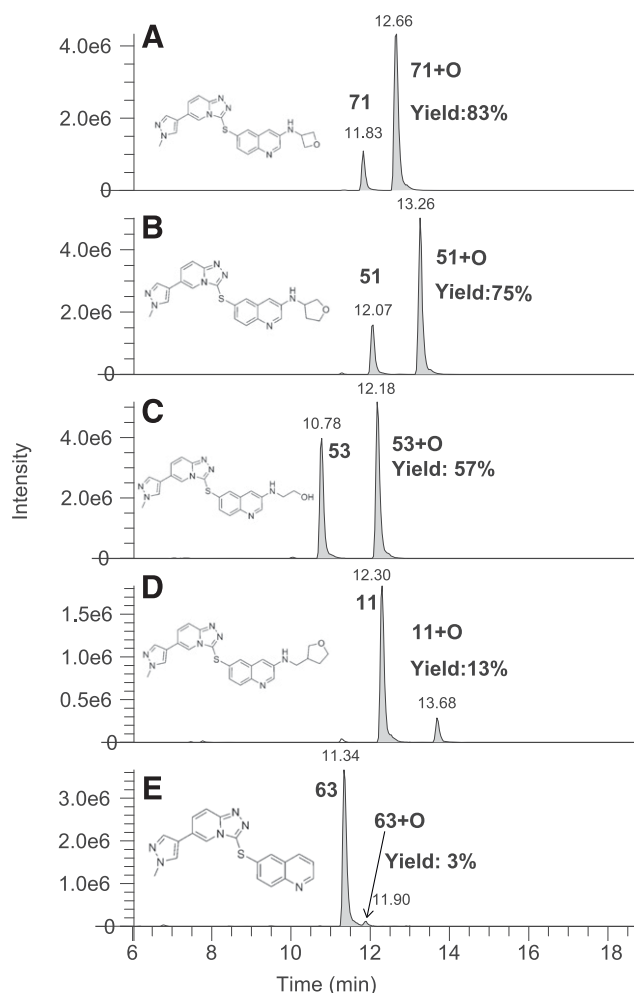 A
12.66
4.0e6
71+O
71
Yield:83%
11.83
2.0e6
0
N
N
N
N
N
S
N
H
N
O
B
13.26
4.0e6
51+O
51
Yield:75%
12.07
2.0e6
0
N
N
N
N
N
S
N
H
N
O
C
12.18
10.78
4.0e6
53
53+O
Yield: 57%
2.0e6
0
N
N
N
N
N
S
N
H
N
OH
Intensity
D
12.30
1.5e6
11
11+O
1.0e6
Yield:13%
13.68
0.5e6
0
N
N
N
N
N
S
N
H
N
O
E
11.34
3.0e6
63
63+O
2.0e6
Yield: 3%
11.90
1.0e6
0
N
N
N
N
N
S
N
6 8 10 12 14 16 18
Time (min)